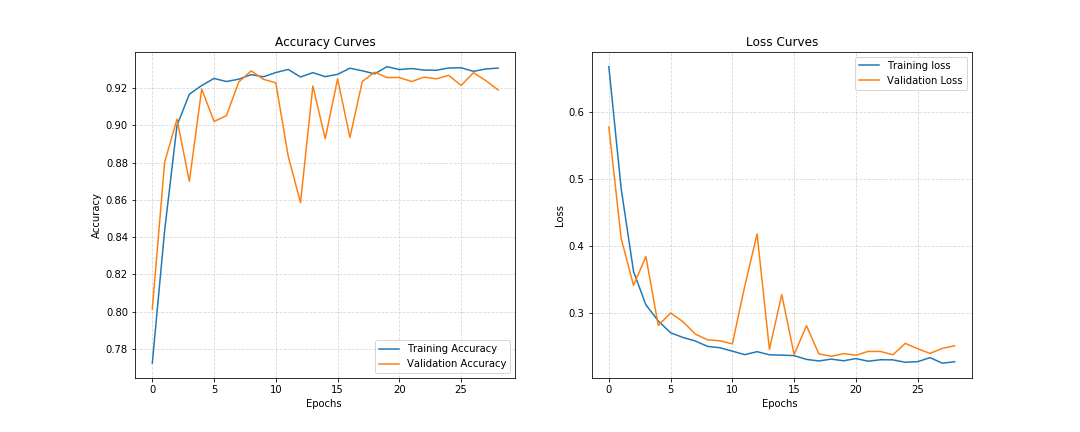 Accuracy Curves
Accuracy
0.92
0.90
0.88
0.86
0.84
0.82
0.80
0.78
Training Accuracy
Validation Accuracy
0 5 10 15 20 25
Epochs
Loss Curves
Loss
0.6
0.5
0.4
0.3
Training loss
Validation Loss
0 5 10 15 20 25
Epochs